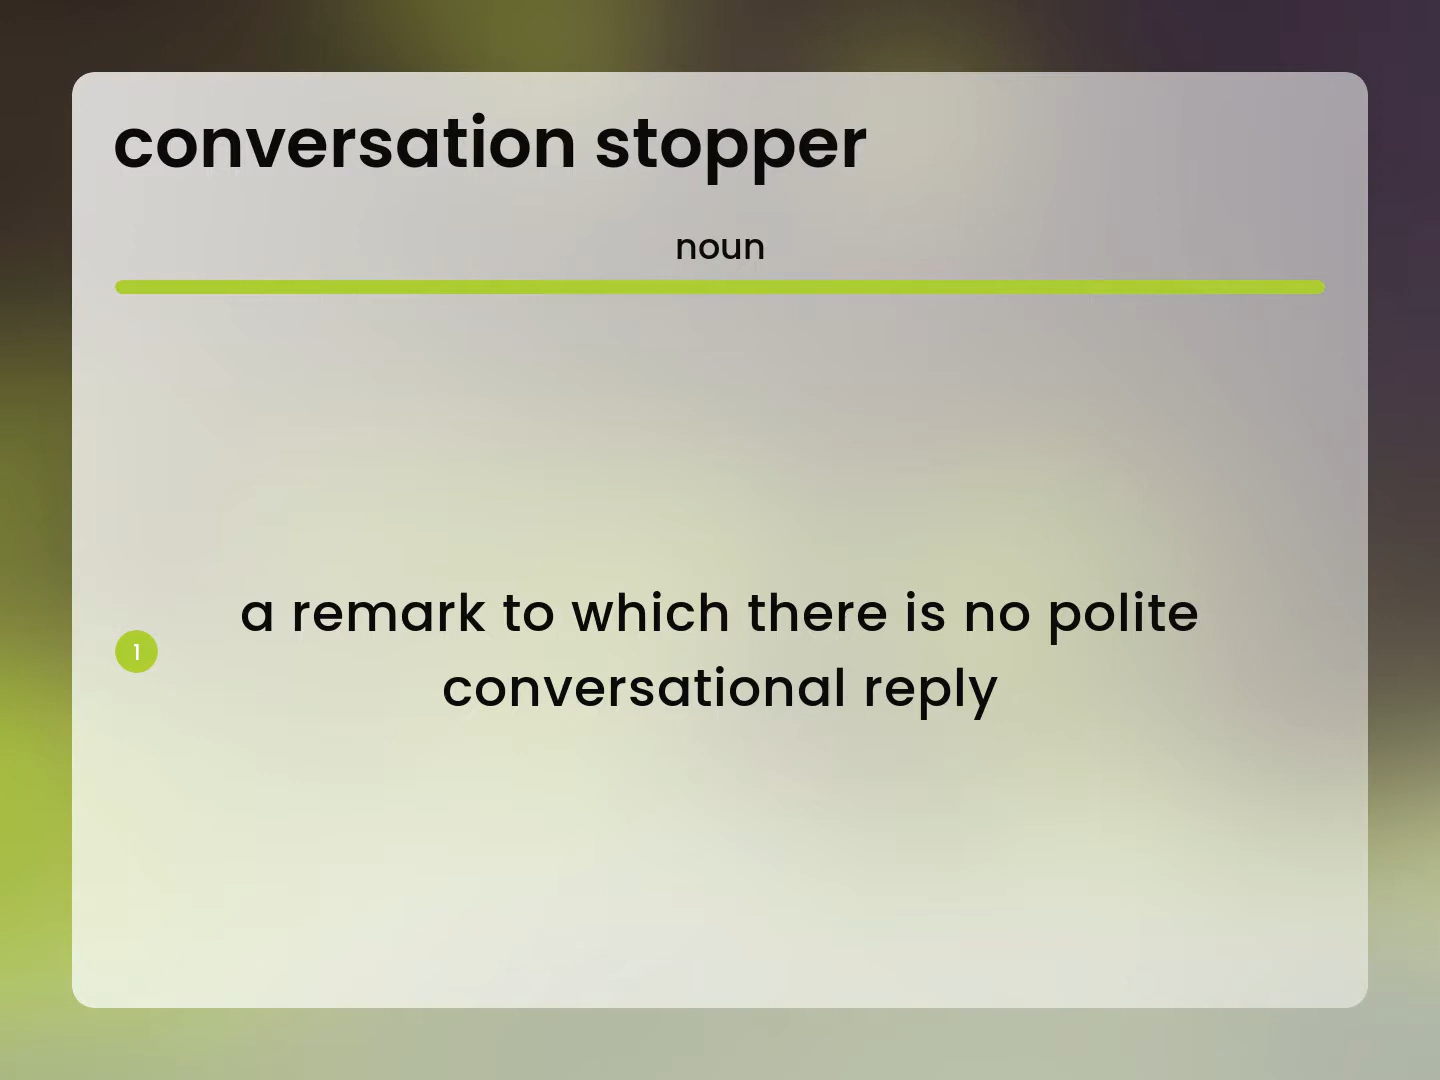 conversation stopper
noun
1
a remark to which there is no polite
conversational reply